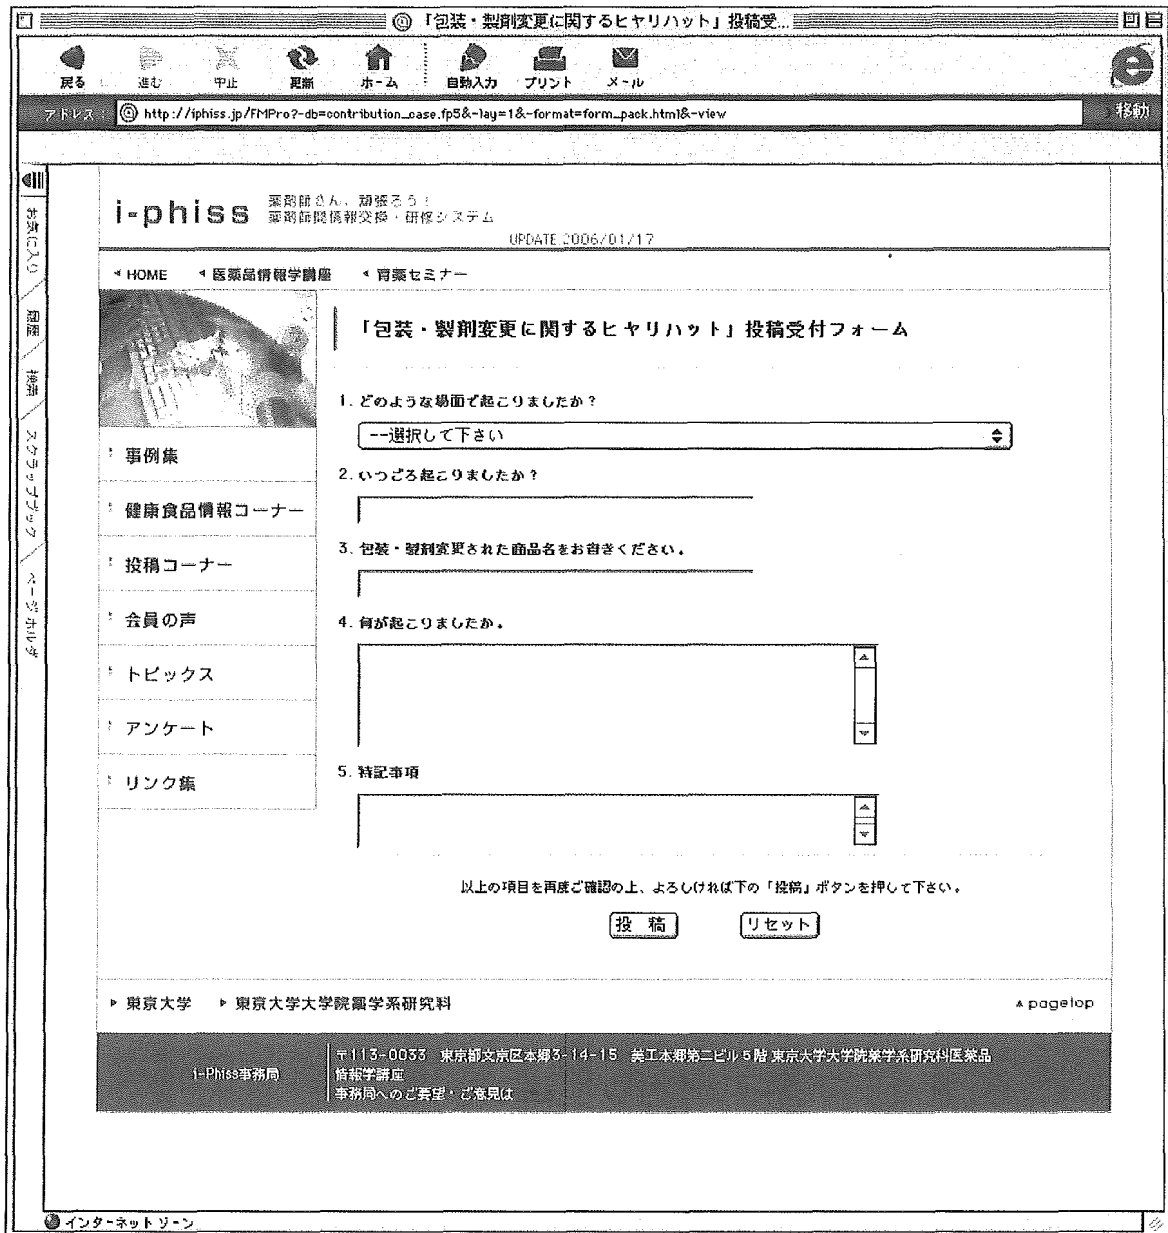 「包装・製剤変更に関するヒヤリハット」投稿受...
戻る 進む 中止 更新 ホーム 自動入力 プリント メール
アドレス: http://iphiss.jp/FMPro?-db=contribution_case.fp5&-lay=1&-format=form_pack.html&-view 移動
お気に入り
履歴
検索
スクラップブック
ページ ホルダ
i-phiss 薬剤師さん、頑張ろう!
薬剤師間情報交換・研修システム
UPDATE 2006/01/17
HOME 医薬品情報学講座 育薬セミナー
「包装・製剤変更に関するヒヤリハット」投稿受付フォーム
事例集
健康食品情報コーナー
投稿コーナー
会員の声
トピックス
アンケート
リンク集
1. どのような場面で起こりましたか?
--選択して下さい
2. いつごろ起こりましたか?
3. 包装・製剤変更された商品名をお書きください。
4. 何が起こりましたか。
5. 特記事項
以上の項目を再度ご確認の上、よろしければ下の「投稿」ボタンを押して下さい。
投 稿 リセット
東京大学 東京大学大学院薬学系研究科 pagetop
i-Phiss事務局
〒113-0033 東京都文京区本郷3-14-15 美工本郷第二ビル5階 東京大学大学院薬学系研究科医薬品
情報学講座
事務局へのご要望・ご意見は
インターネット ゾーン